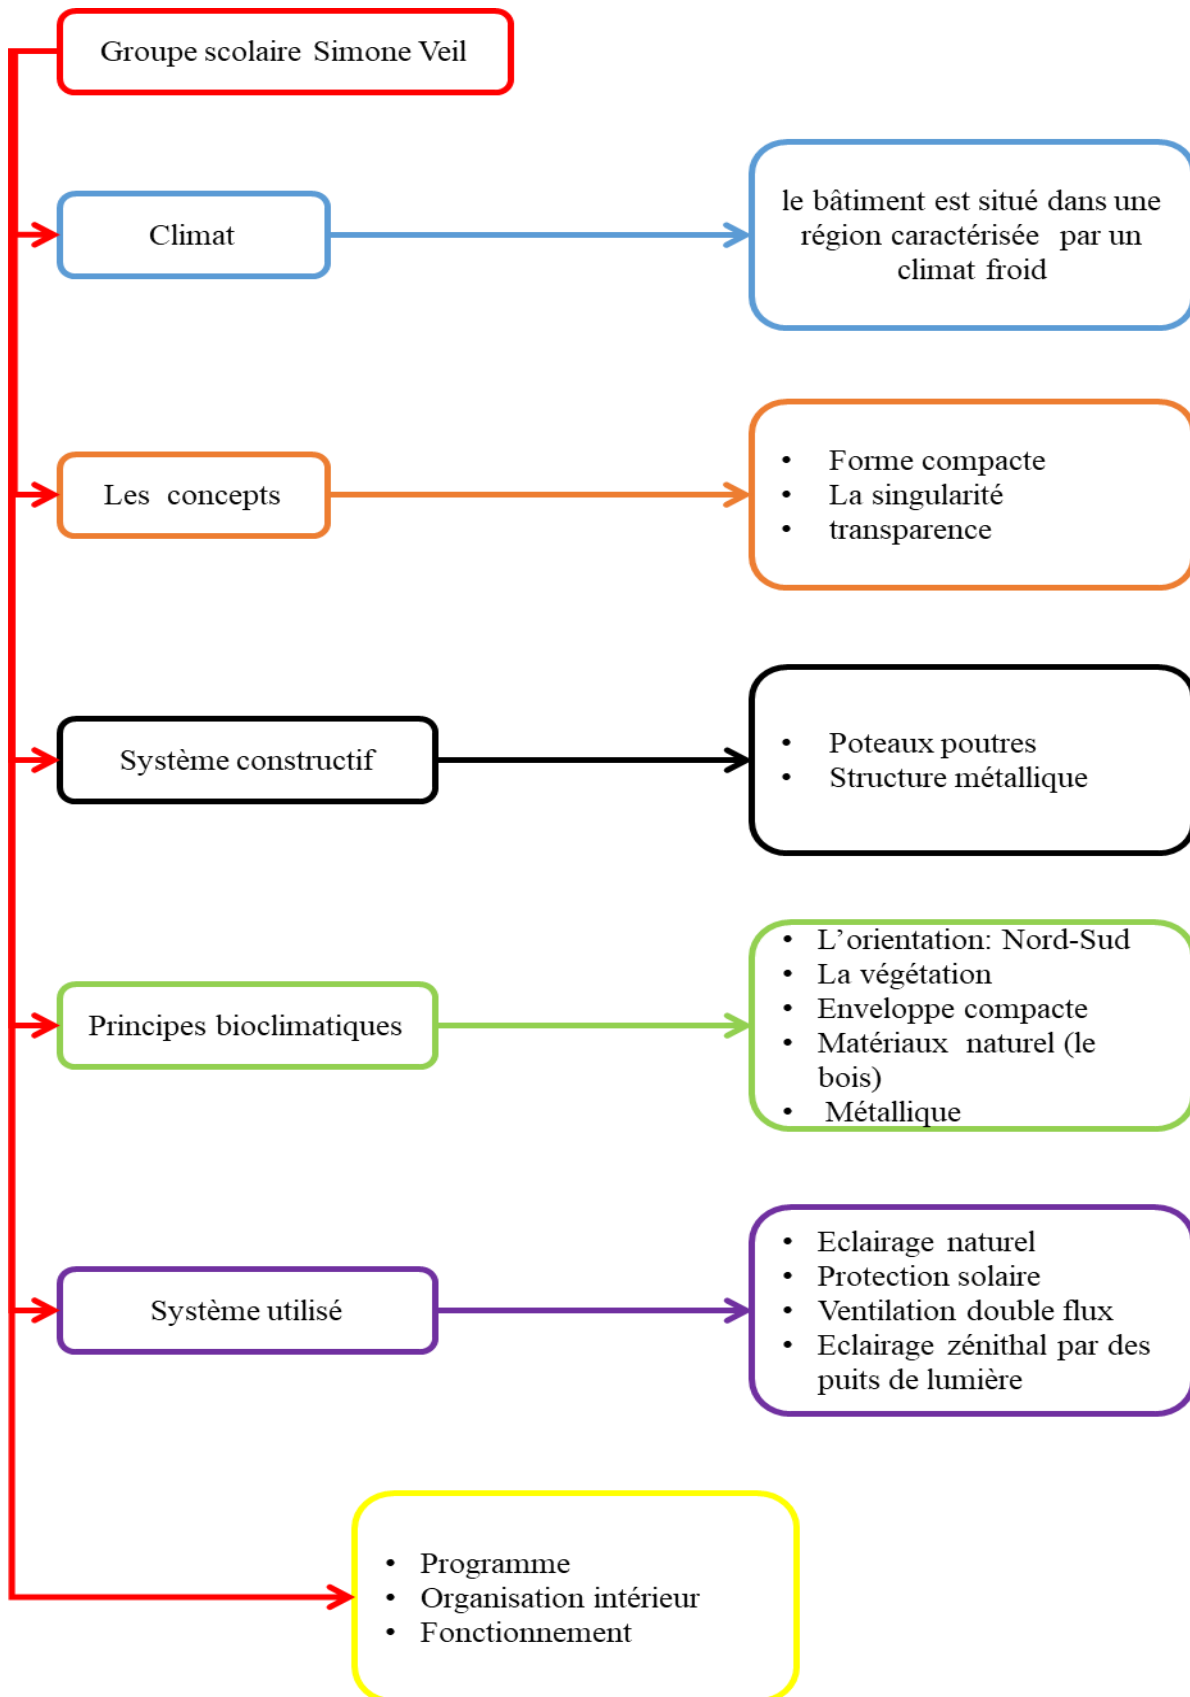 Groupe scolaire Simone Veil
Climat
le bâtiment est situé dans une
région caractérisée par un
climat froid
Les concepts
• Forme compacte
• La singularité
• transparence
Système constructif
• Poteaux poutres
• Structure métallique
Principes bioclimatiques
• L’orientation: Nord-Sud
• La végétation
• Enveloppe compacte
• Matériaux naturel (le
bois)
• Métallique
Système utilisé
• Eclairage naturel
• Protection solaire
• Ventilation double flux
• Eclairage zénithal par des
puits de lumière
• Programme
• Organisation intérieur
• Fonctionnement